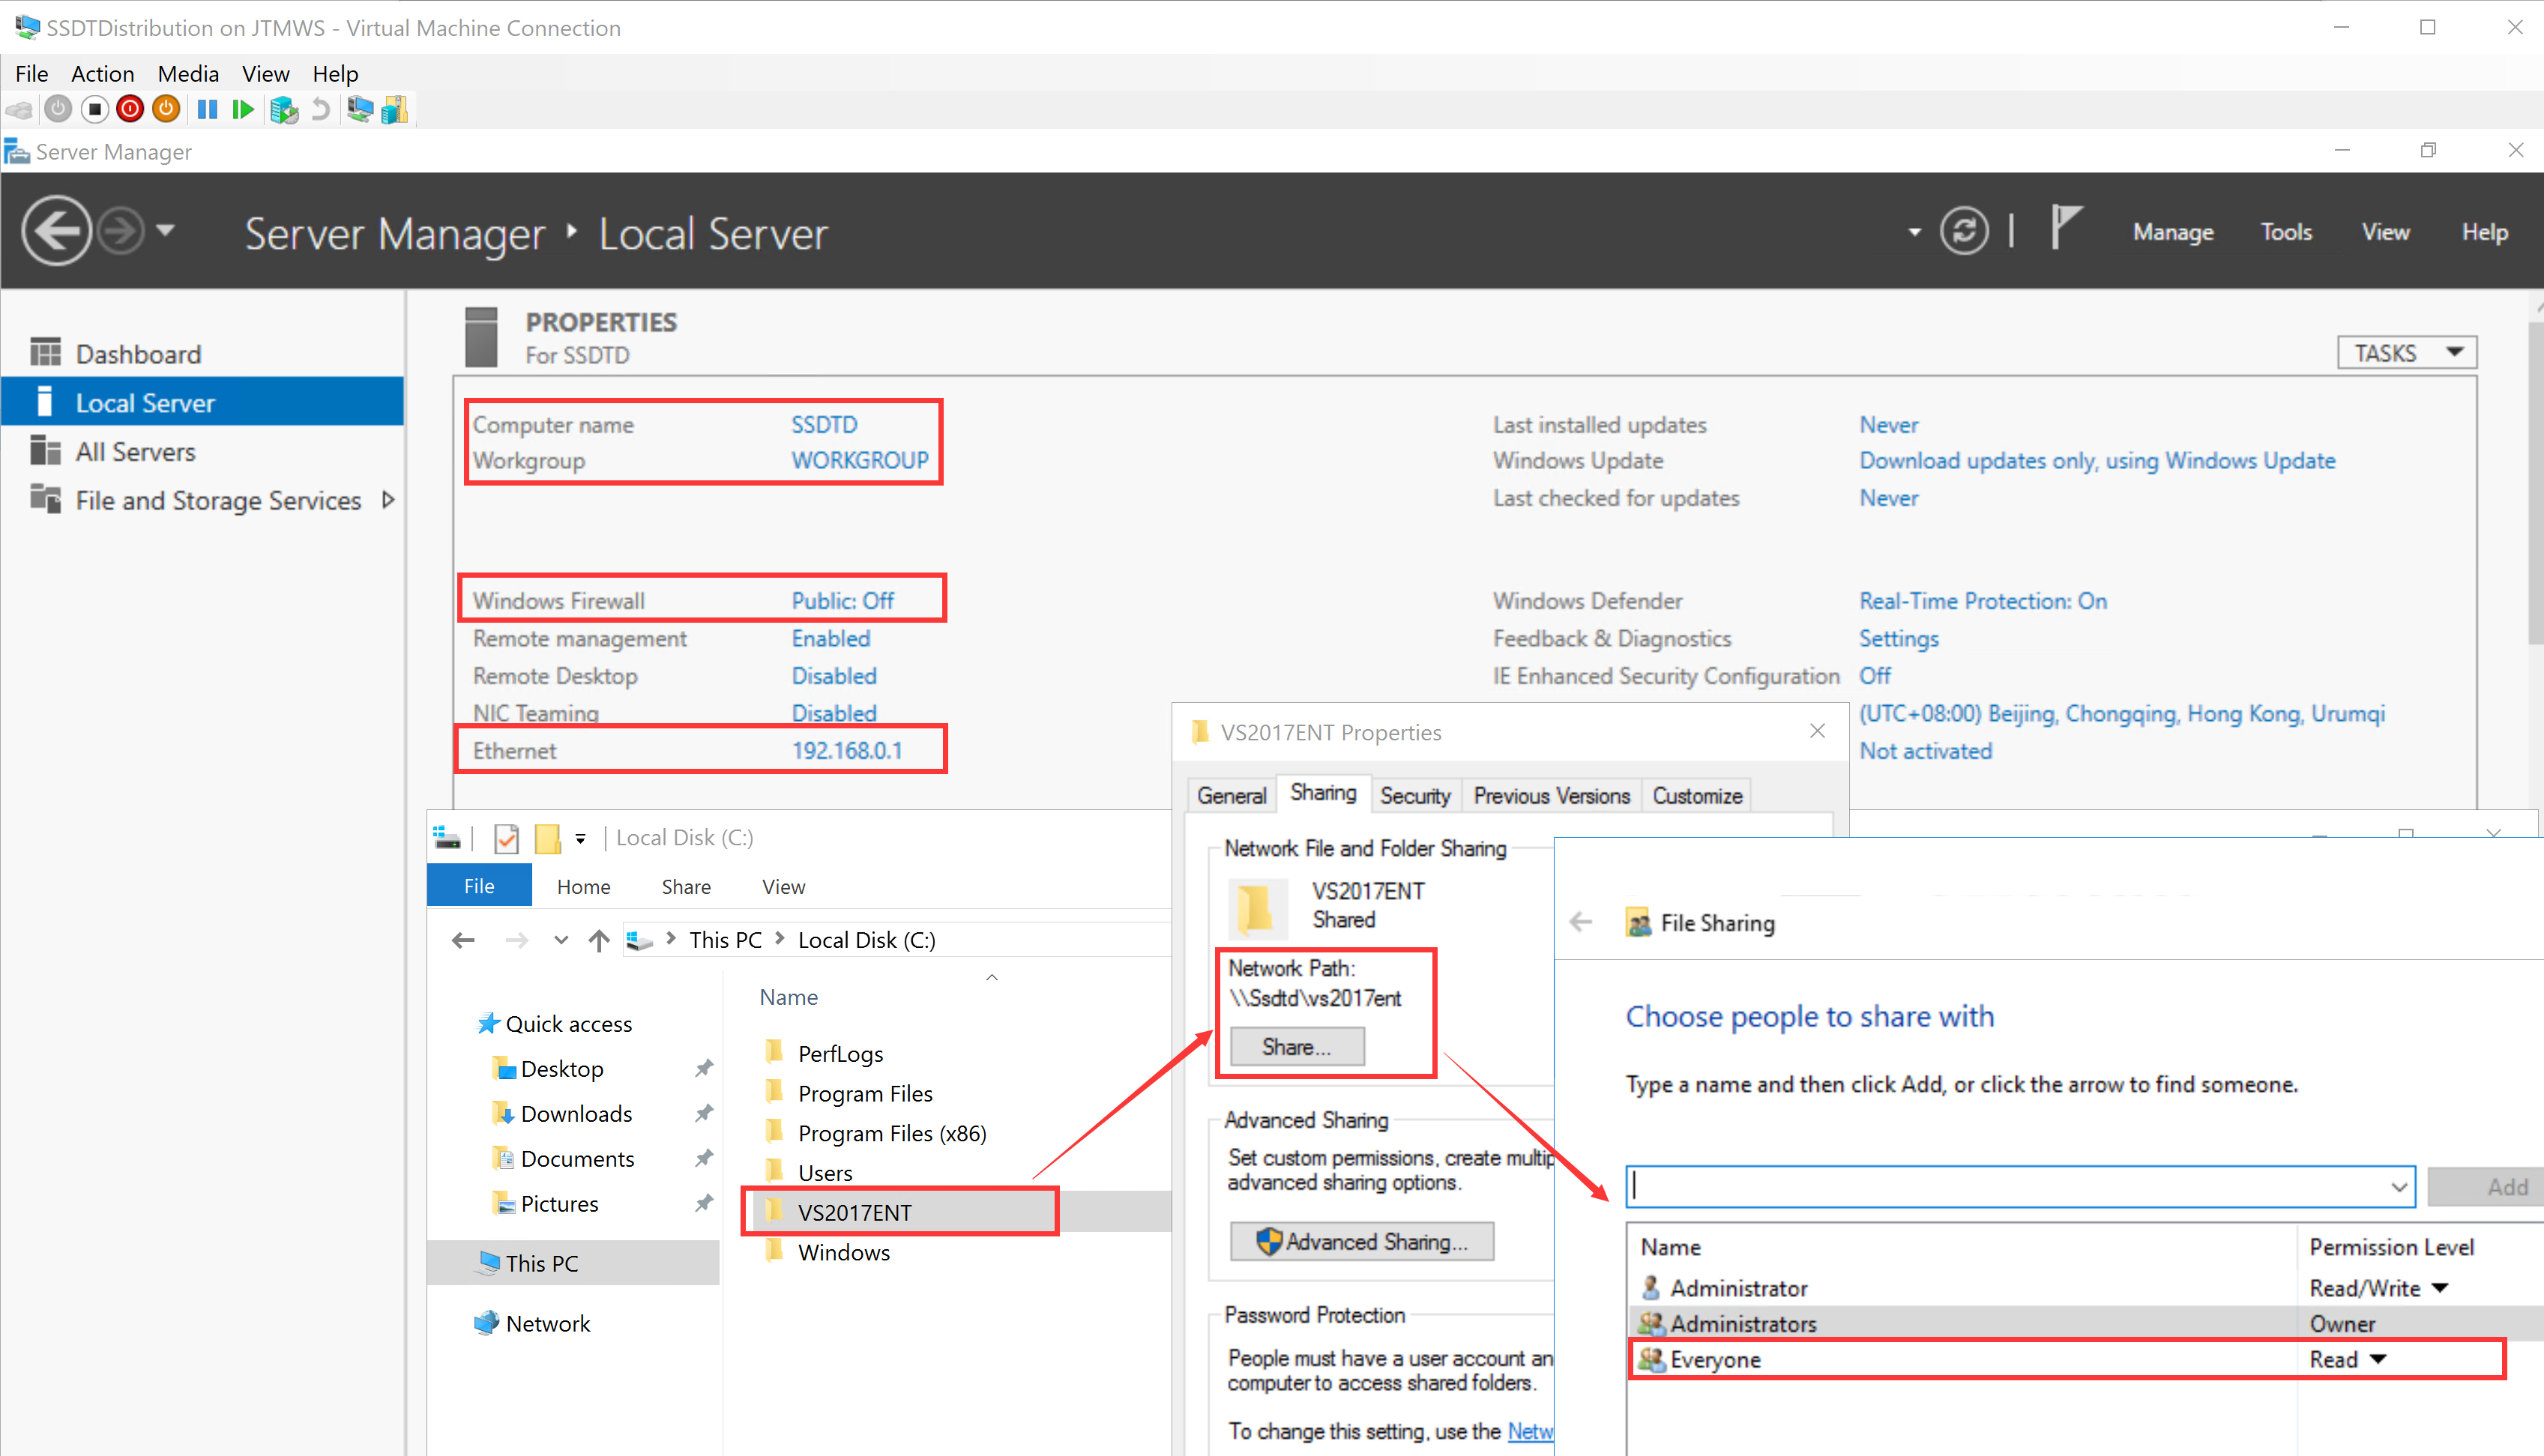 SSDTDistribution on JTMWS - Virtual Machine Connection
File Action Media View Help
Server Manager
Server Manager Local Server
Manage Tools View Help
Dashboard
Local Server
All Servers
File and Storage Services
PROPERTIES
For SSDTD
TASKS
Computer name SSDTD
Workgroup WORKGROUP
Last installed updates Never
Windows Update Download updates only, using Windows Update
Last checked for updates Never
Windows Firewall Public: Off
Remote management Enabled
Remote Desktop Disabled
NIC Teaming Disabled
Ethernet 192.168.0.1
Windows Defender Real-Time Protection: On
Feedback & Diagnostics Settings
IE Enhanced Security Configuration Off
(UTC+08:00) Beijing, Chongqing, Hong Kong, Urumqi
Not activated
Local Disk (C:)
File Home Share View
This PC Local Disk (C:)
Quick access
Desktop
Downloads
Documents
Pictures
This PC
Network
Name
PerfLogs
Program Files
Program Files (x86)
Users
VS2017ENT
Windows
VS2017ENT Properties
General Sharing Security Previous Versions Customize
Network File and Folder Sharing
VS2017ENT
Shared
Network Path:
\\Ssdtd\vs2017ent
Share...
Advanced Sharing
Set custom permissions, create multip
advanced sharing options.
Advanced Sharing...
Password Protection
People must have a user account an
computer to access shared folders.
To change this setting, use the Netw
File Sharing
Choose people to share with
Type a name and then click Add, or click the arrow to find someone.
Add
Name Permission Level
Administrator Read/Write
Administrators Owner
Everyone Read